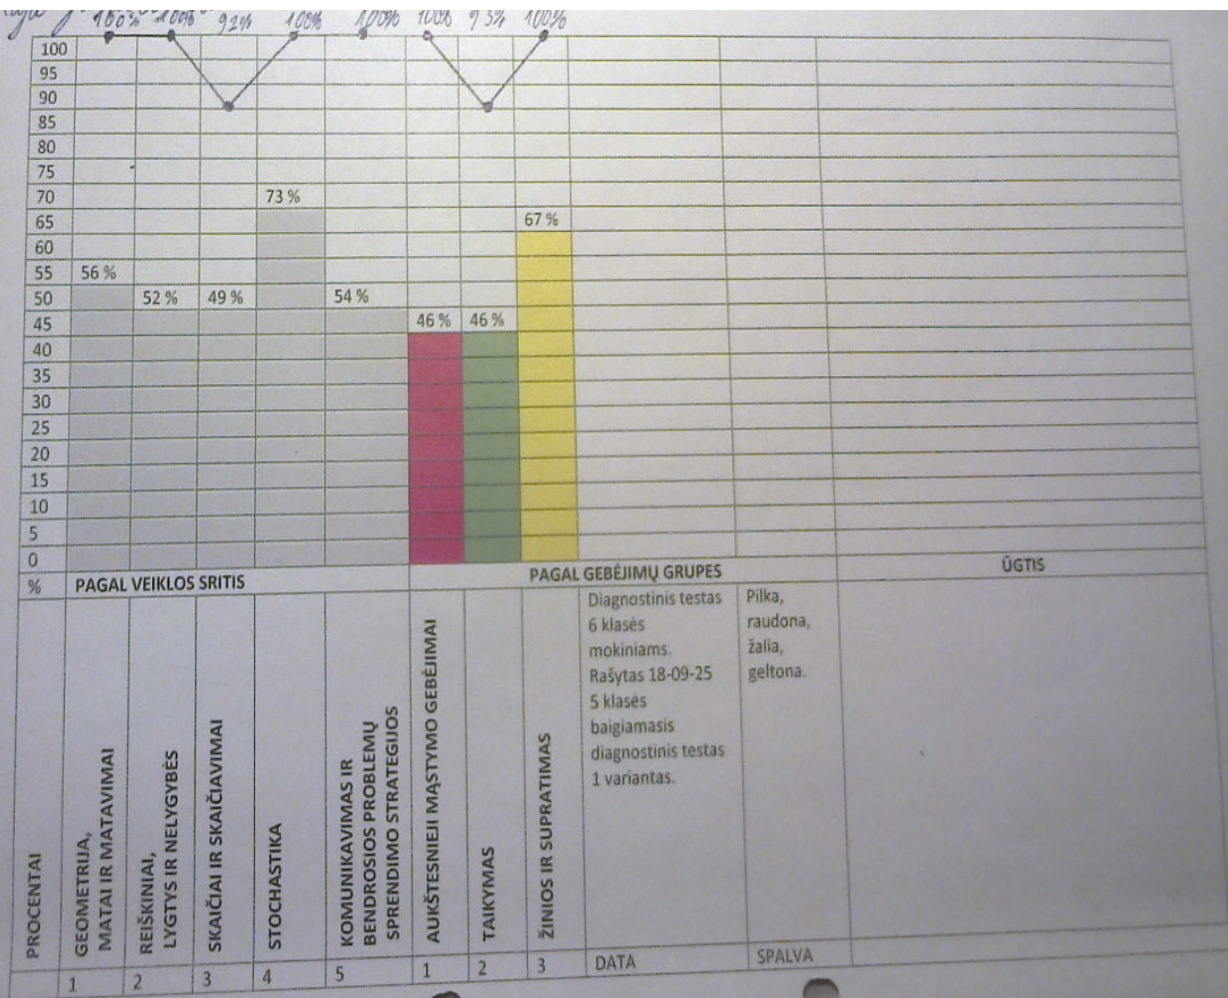 100% 100% 92% 100% 100% 100% 93% 100%
100
95
90
85
80
75
70 73 %
65 67 %
60
55 56 %
50 52 % 49 % 54 %
45 46 % 46 %
40
35
30
25
20
15
10
5
0
% PAGAL VEIKLOS SRITIS PAGAL GEBĖJIMŲ GRUPES ŪGTIS
PROCENTAI
GEOMETRIJA,
MATAI IR MATAVIMAI
REIŠKINIAI,
LYGTYS IR NELYGYBĖS
SKAIČIAI IR SKAIČIAVIMAI
STOCHASTIKA
KOMUNIKAVIMAS IR
BENDROSIOS PROBLEMŲ
SPRENDIMO STRATEGIJOS
AUKŠTESNIEJI MĄSTYMO GEBĖJIMAI
TAIKYMAS
ŽINIOS IR SUPRATIMAS
Diagnostinis testas
6 klasės
mokiniams.
Rašytas 18-09-25
5 klasės
baigiamasis
diagnostinis testas
1 variantas.
Pilka,
raudona,
žalia,
geltona.
1 2 3 4 5 1 2 3 DATA SPALVA